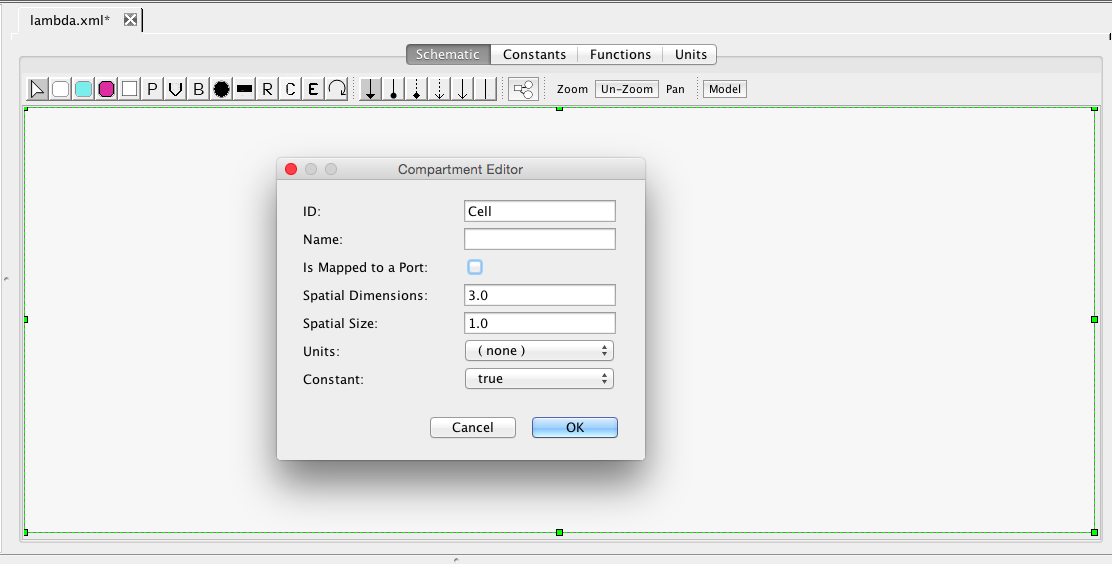 lambda.xml*
Schematic Constants Functions Units
P V B R C E Zoom Un-Zoom Pan Model
Compartment Editor
ID: Cell
Name:
Is Mapped to a Port:
Spatial Dimensions: 3.0
Spatial Size: 1.0
Units: ( none )
Constant: true
Cancel OK